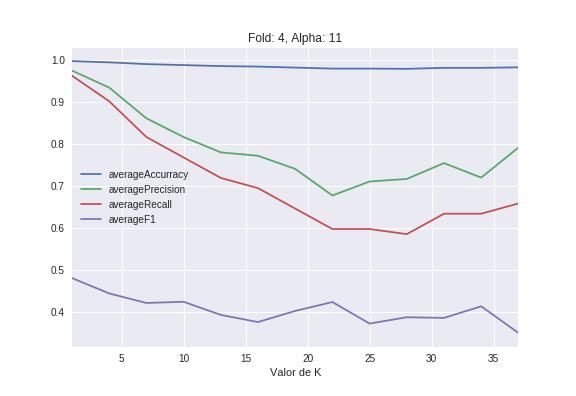 Fold: 4, Alpha: 11
1.0
0.9
0.8
0.7
0.6
0.5
0.4
averageAccurracy
averagePrecision
averageRecall
averageF1
5 10 15 20 25 30 35
Valor de K